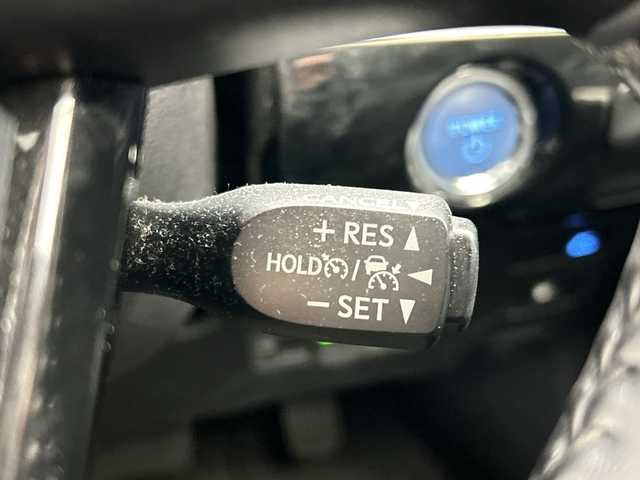 CANCEL
+ RES ▲
HOLD / ◀
− SET ▼